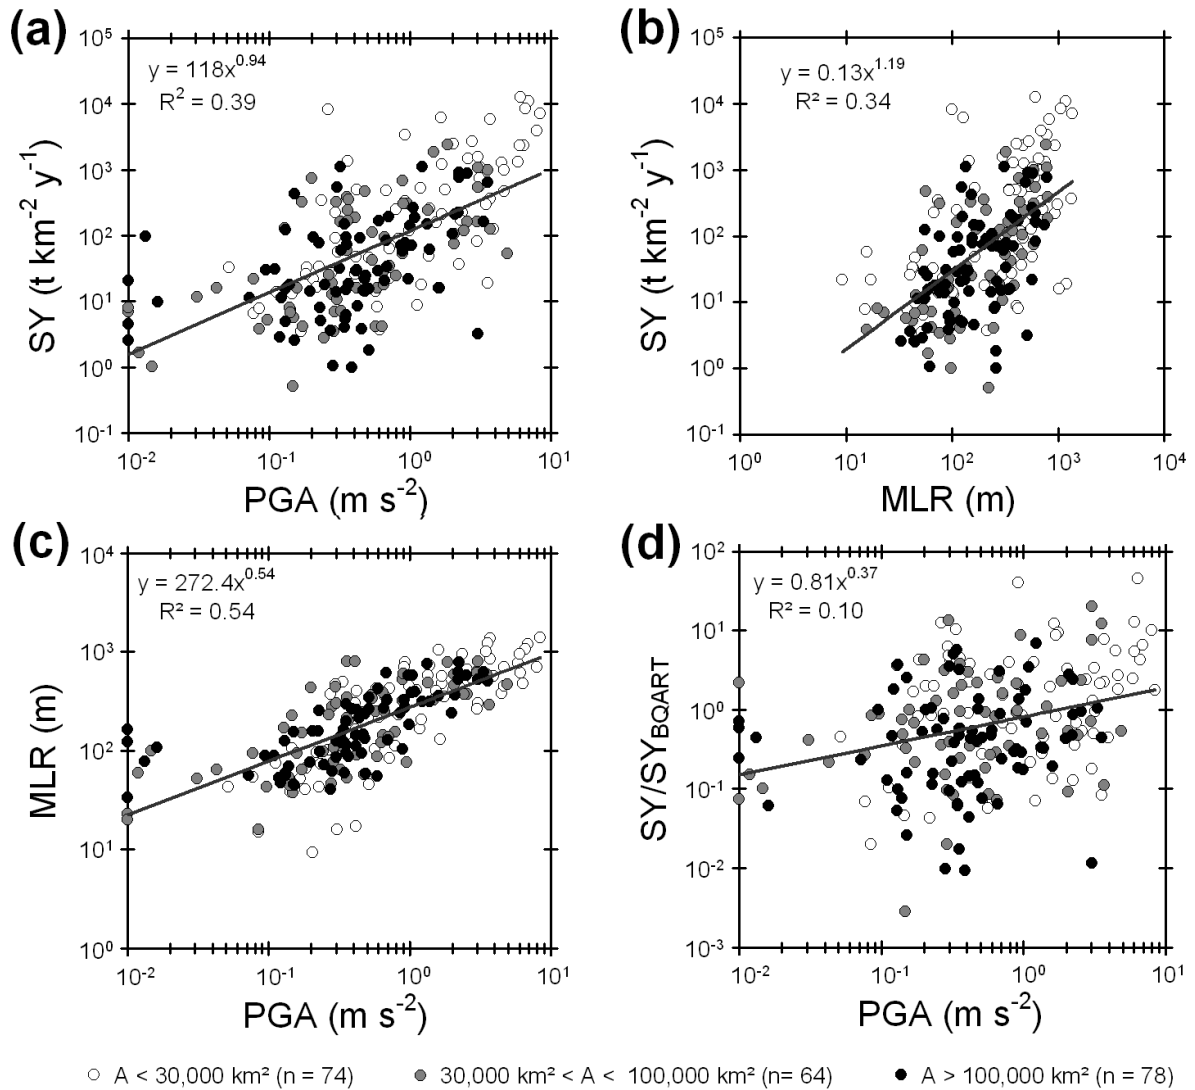 (a)
y = 118x^0.94
R² = 0.39
10^5
10^4
10^3
10^2
10^1
10^0
10^-1
SY (t km^-2 y^-1)
10^-2 10^-1 10^0 10^1
PGA (m s^-2)
(b)
y = 0.13x^1.19
R² = 0.34
10^5
10^4
10^3
10^2
10^1
10^0
10^-1
SY (t km^-2 y^-1)
10^0 10^1 10^2 10^3 10^4
MLR (m)
(c)
y = 272.4x^0.54
R² = 0.54
10^4
10^3
10^2
10^1
10^0
MLR (m)
10^-2 10^-1 10^0 10^1
PGA (m s^-2)
(d)
y = 0.81x^0.37
R² = 0.10
10^2
10^1
10^0
10^-1
10^-2
10^-3
SY/SY_BQART
10^-2 10^-1 10^0 10^1
PGA (m s^-2)
A < 30,000 km² (n = 74) 30,000 km² < A < 100,000 km² (n= 64) A > 100,000 km² (n = 78)